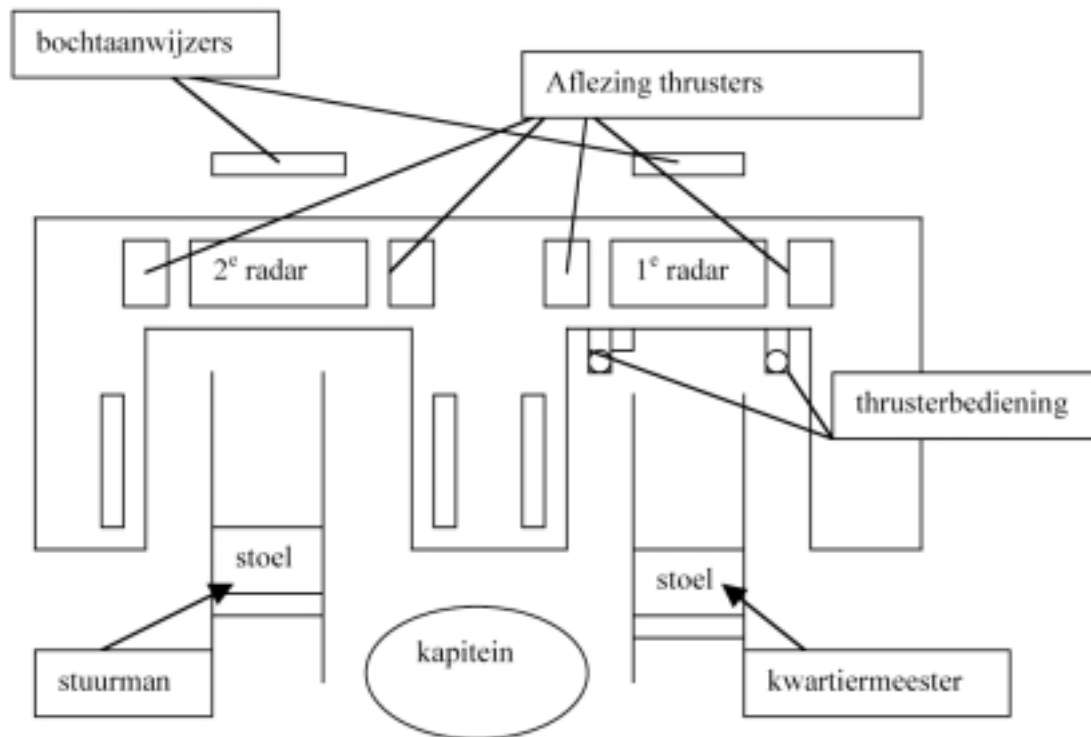 bochtaanwijzers
Aflezing thrusters
2e radar
1e radar
thrusterbediening
stoel
stoel
kapitein
stuurman
kwartiermeester